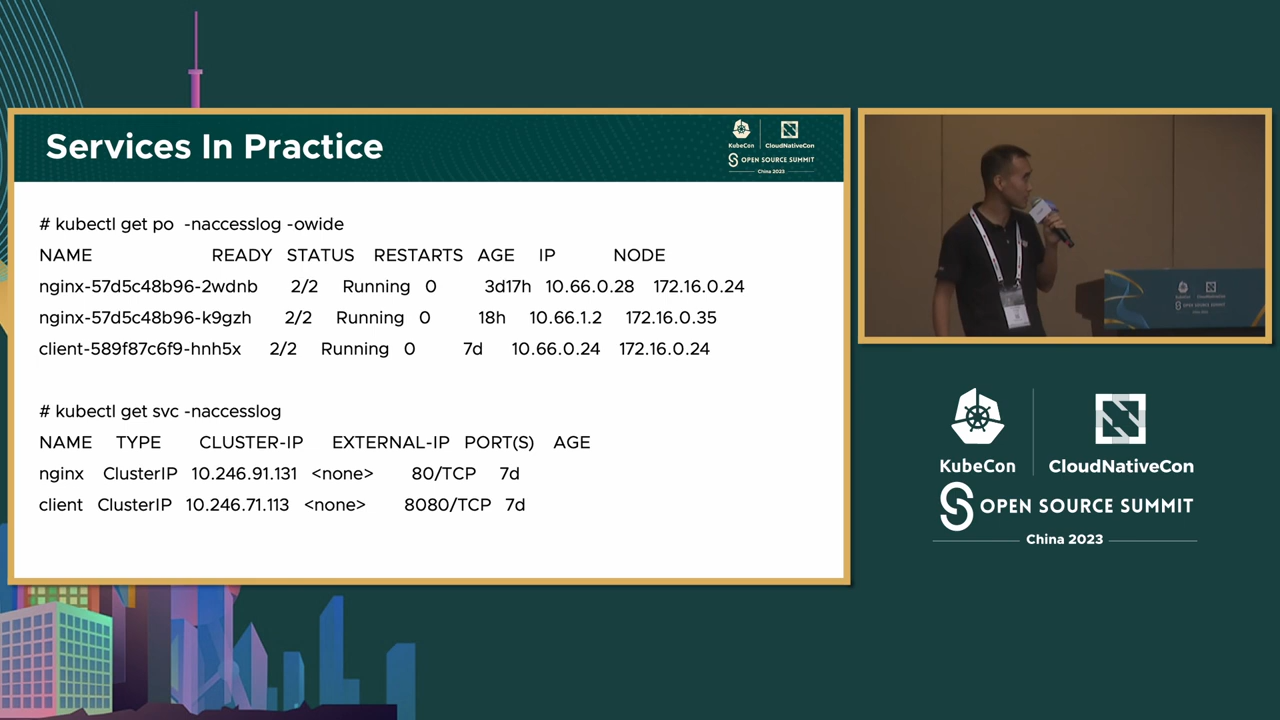 Services In Practice
KubeCon
CloudNativeCon
OPEN SOURCE SUMMIT
China 2023
# kubectl get po -naccesslog -owide
NAME READY STATUS RESTARTS AGE IP NODE
nginx-57d5c48b96-2wdnb 2/2 Running 0 3d17h 10.66.0.28 172.16.0.24
nginx-57d5c48b96-k9gzh 2/2 Running 0 18h 10.66.1.2 172.16.0.35
client-589f87c6f9-hnh5x 2/2 Running 0 7d 10.66.0.24 172.16.0.24
# kubectl get svc -naccesslog
NAME TYPE CLUSTER-IP EXTERNAL-IP PORT(S) AGE
nginx ClusterIP 10.246.91.131 <none> 80/TCP 7d
client ClusterIP 10.246.71.113 <none> 8080/TCP 7d
KubeCon
CloudNativeCon
OPEN SOURCE SUMMIT
China 2023